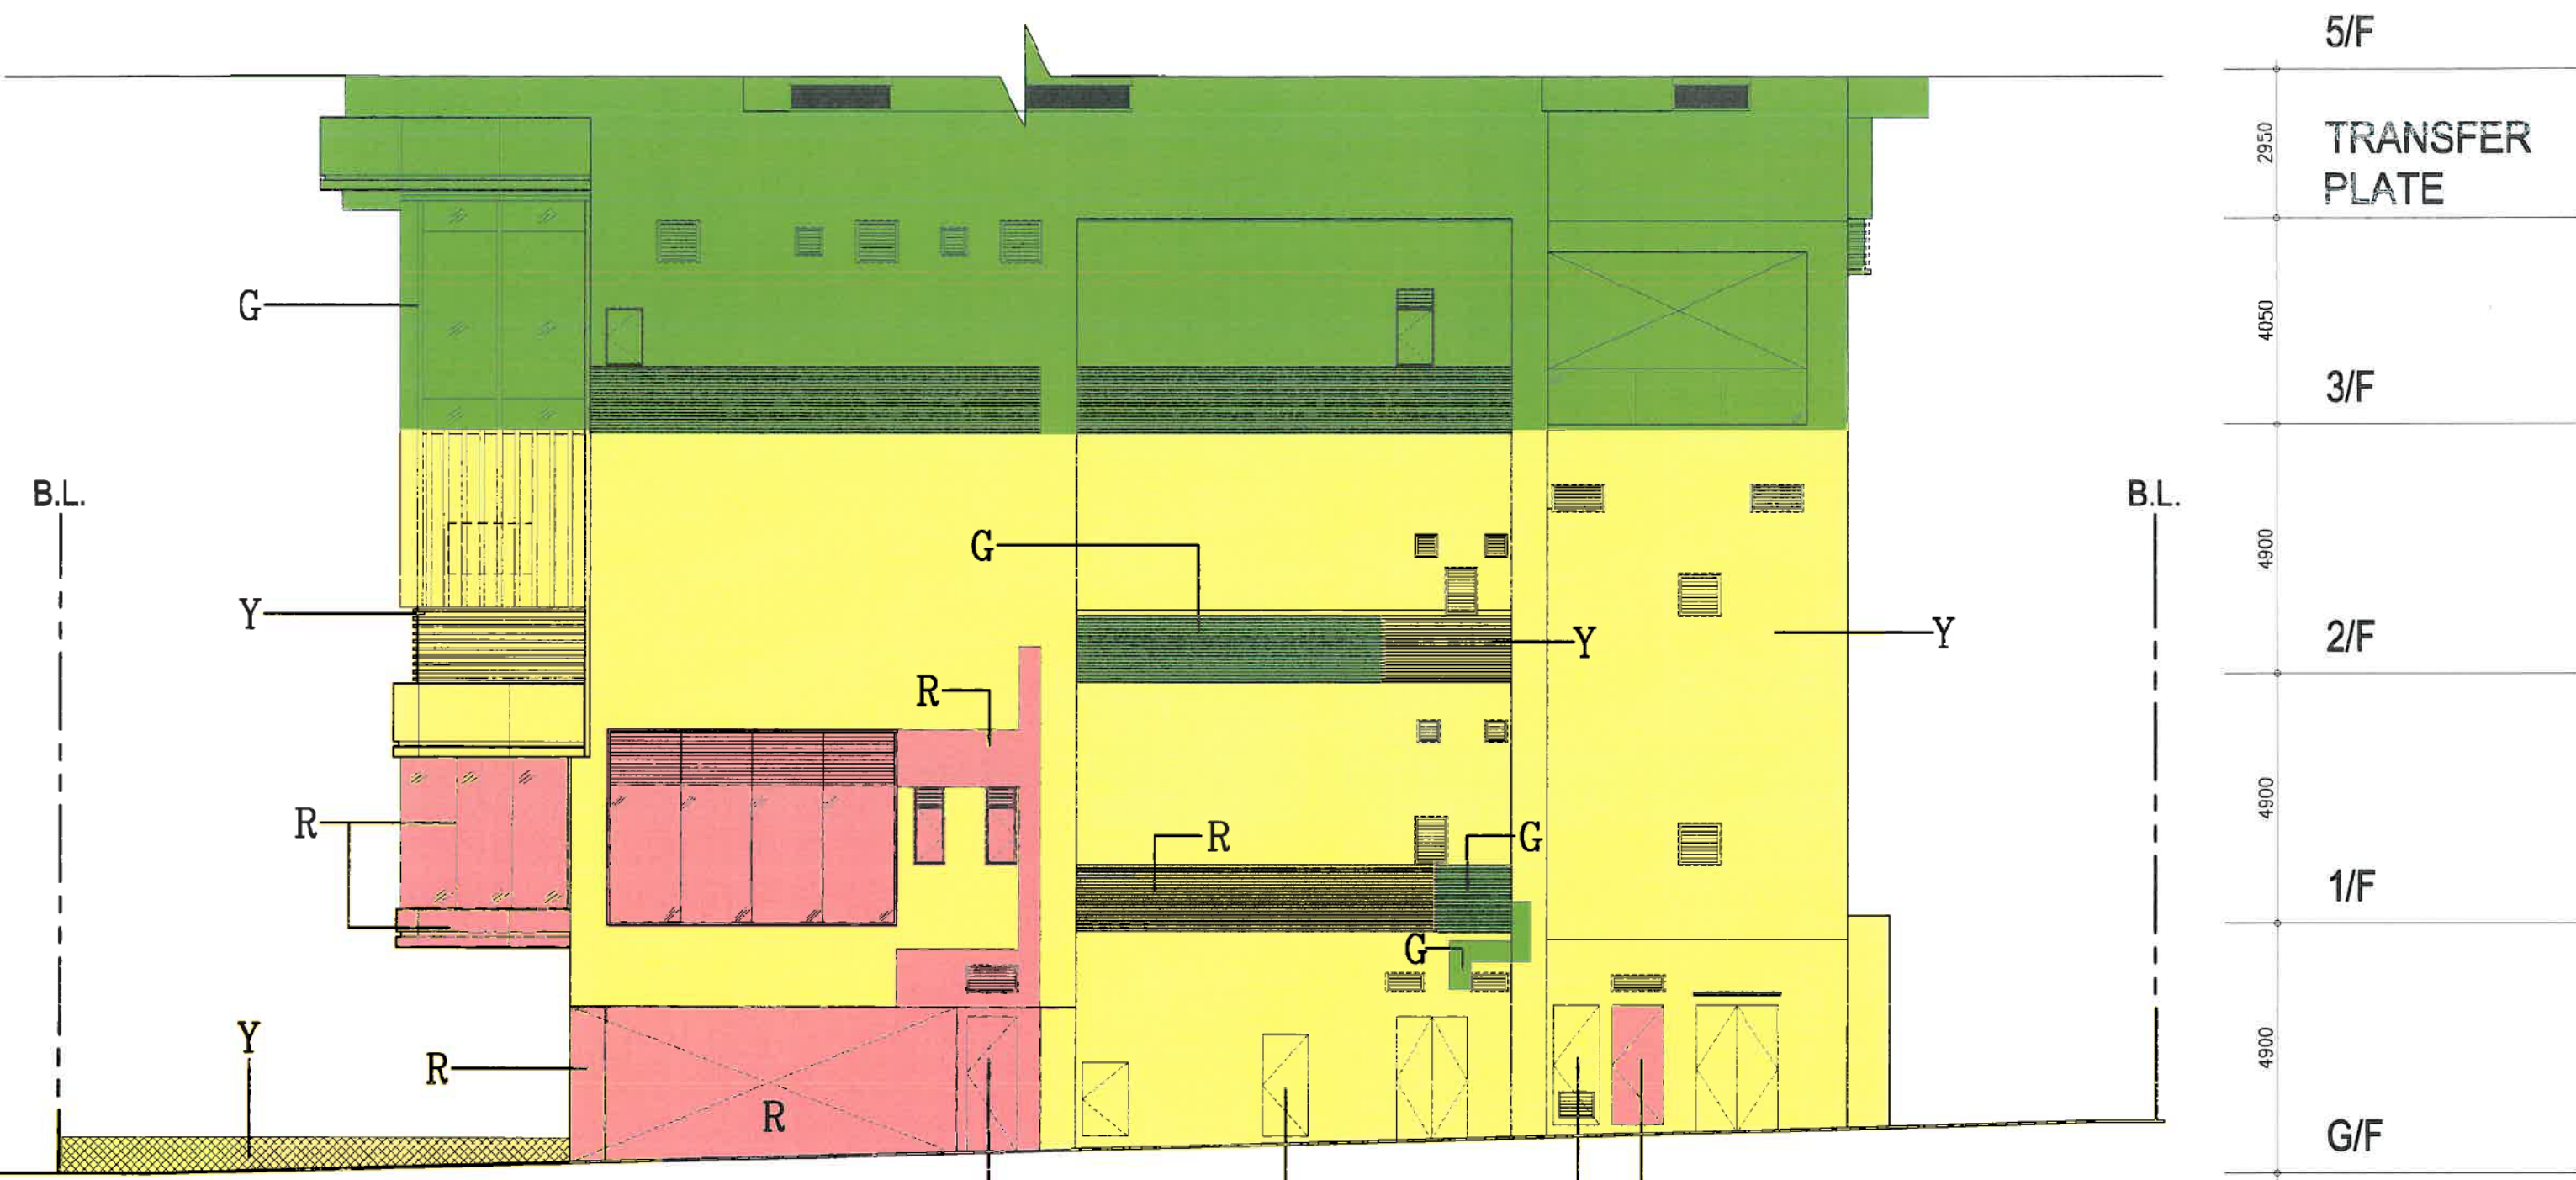 5/F
2950
TRANSFER
PLATE
G
4050
3/F
B.L.
B.L.
G
4900
Y
Y
Y
2/F
R
R
R
G
4900
1/F
G
Y
R
R
4900
G/F